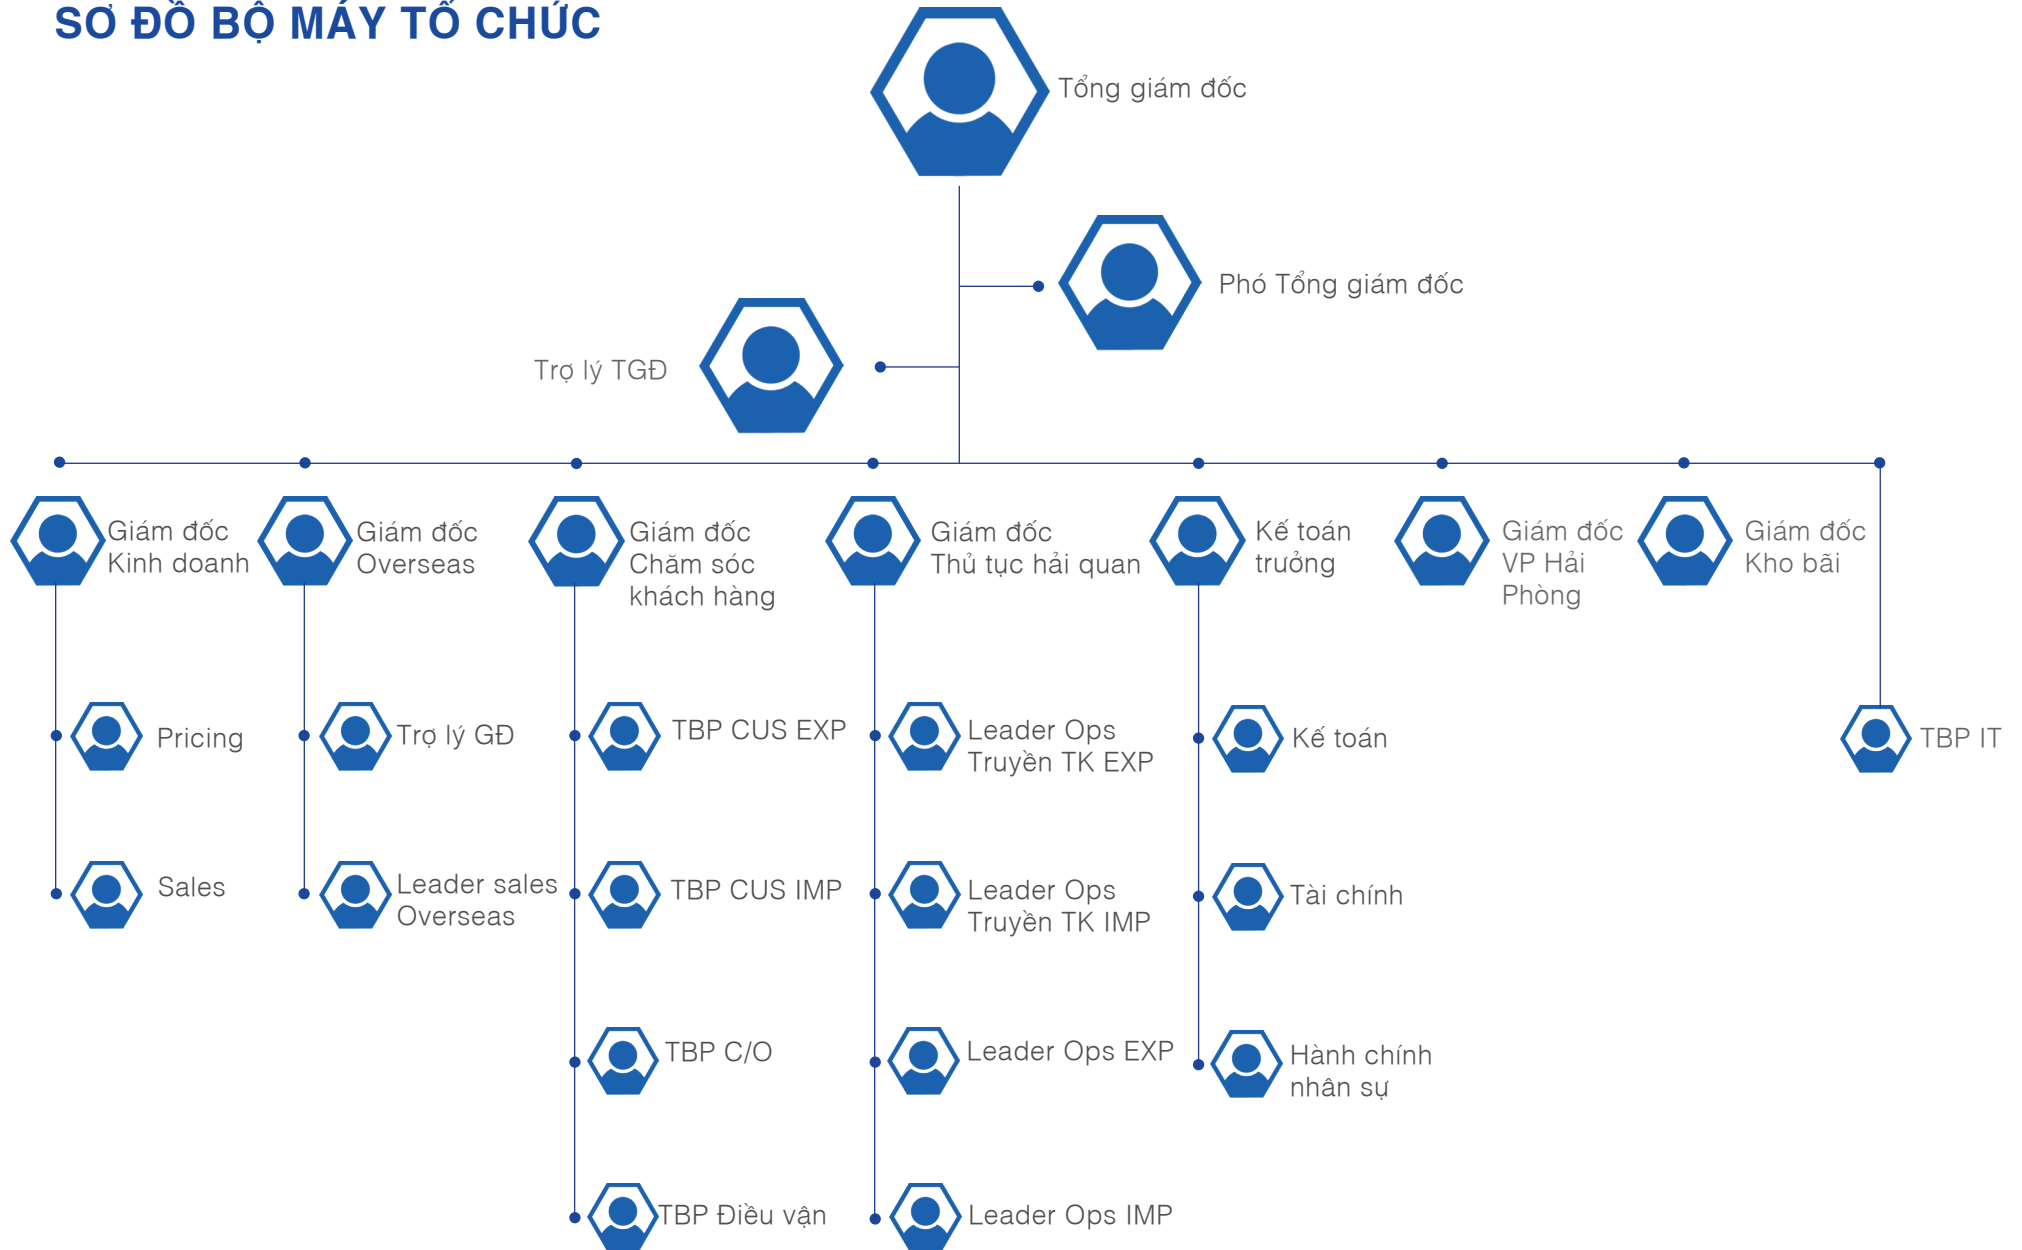 SƠ ĐỒ BỘ MÁY TỔ CHỨC
Tổng giám đốc
Phó Tổng giám đốc
Trợ lý TGĐ
Giám đốc
Kinh doanh
Giám đốc
Overseas
Giám đốc
Chăm sóc
khách hàng
Giám đốc
Thủ tục hải quan
Kế toán
trưởng
Giám đốc
VP Hải
Phòng
Giám đốc
Kho bãi
Pricing
Trợ lý GĐ
TBP CUS EXP
Leader Ops
Truyền TK EXP
Kế toán
TBP IT
Sales
Leader sales
Overseas
TBP CUS IMP
Leader Ops
Truyền TK IMP
Tài chính
TBP C/O
Leader Ops EXP
Hành chính
nhân sự
TBP Điều vận
Leader Ops IMP